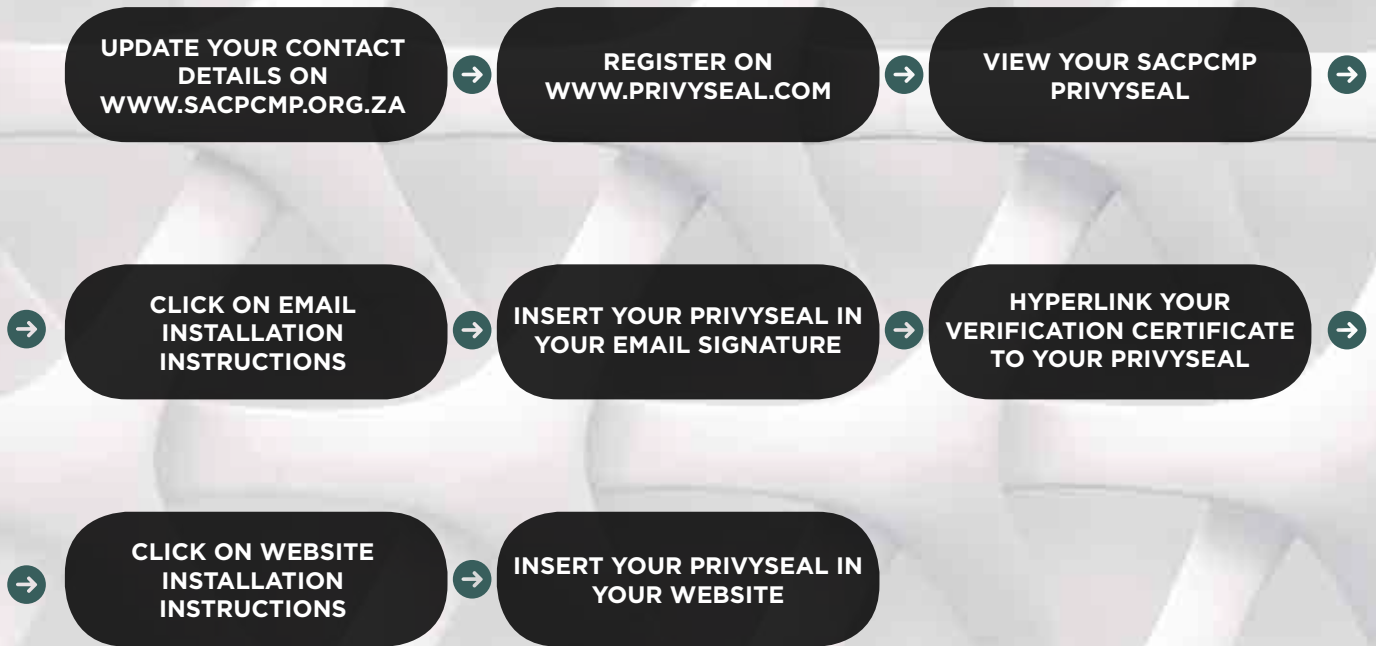 UPDATE YOUR CONTACT
DETAILS ON
WWW.SACPCMP.ORG.ZA
REGISTER ON
WWW.PRIVYSEAL.COM
VIEW YOUR SACPCMP
PRIVYSEAL
CLICK ON EMAIL
INSTALLATION
INSTRUCTIONS
INSERT YOUR PRIVYSEAL IN
YOUR EMAIL SIGNATURE
HYPERLINK YOUR
VERIFICATION CERTIFICATE
TO YOUR PRIVYSEAL
CLICK ON WEBSITE
INSTALLATION
INSTRUCTIONS
INSERT YOUR PRIVYSEAL IN
YOUR WEBSITE